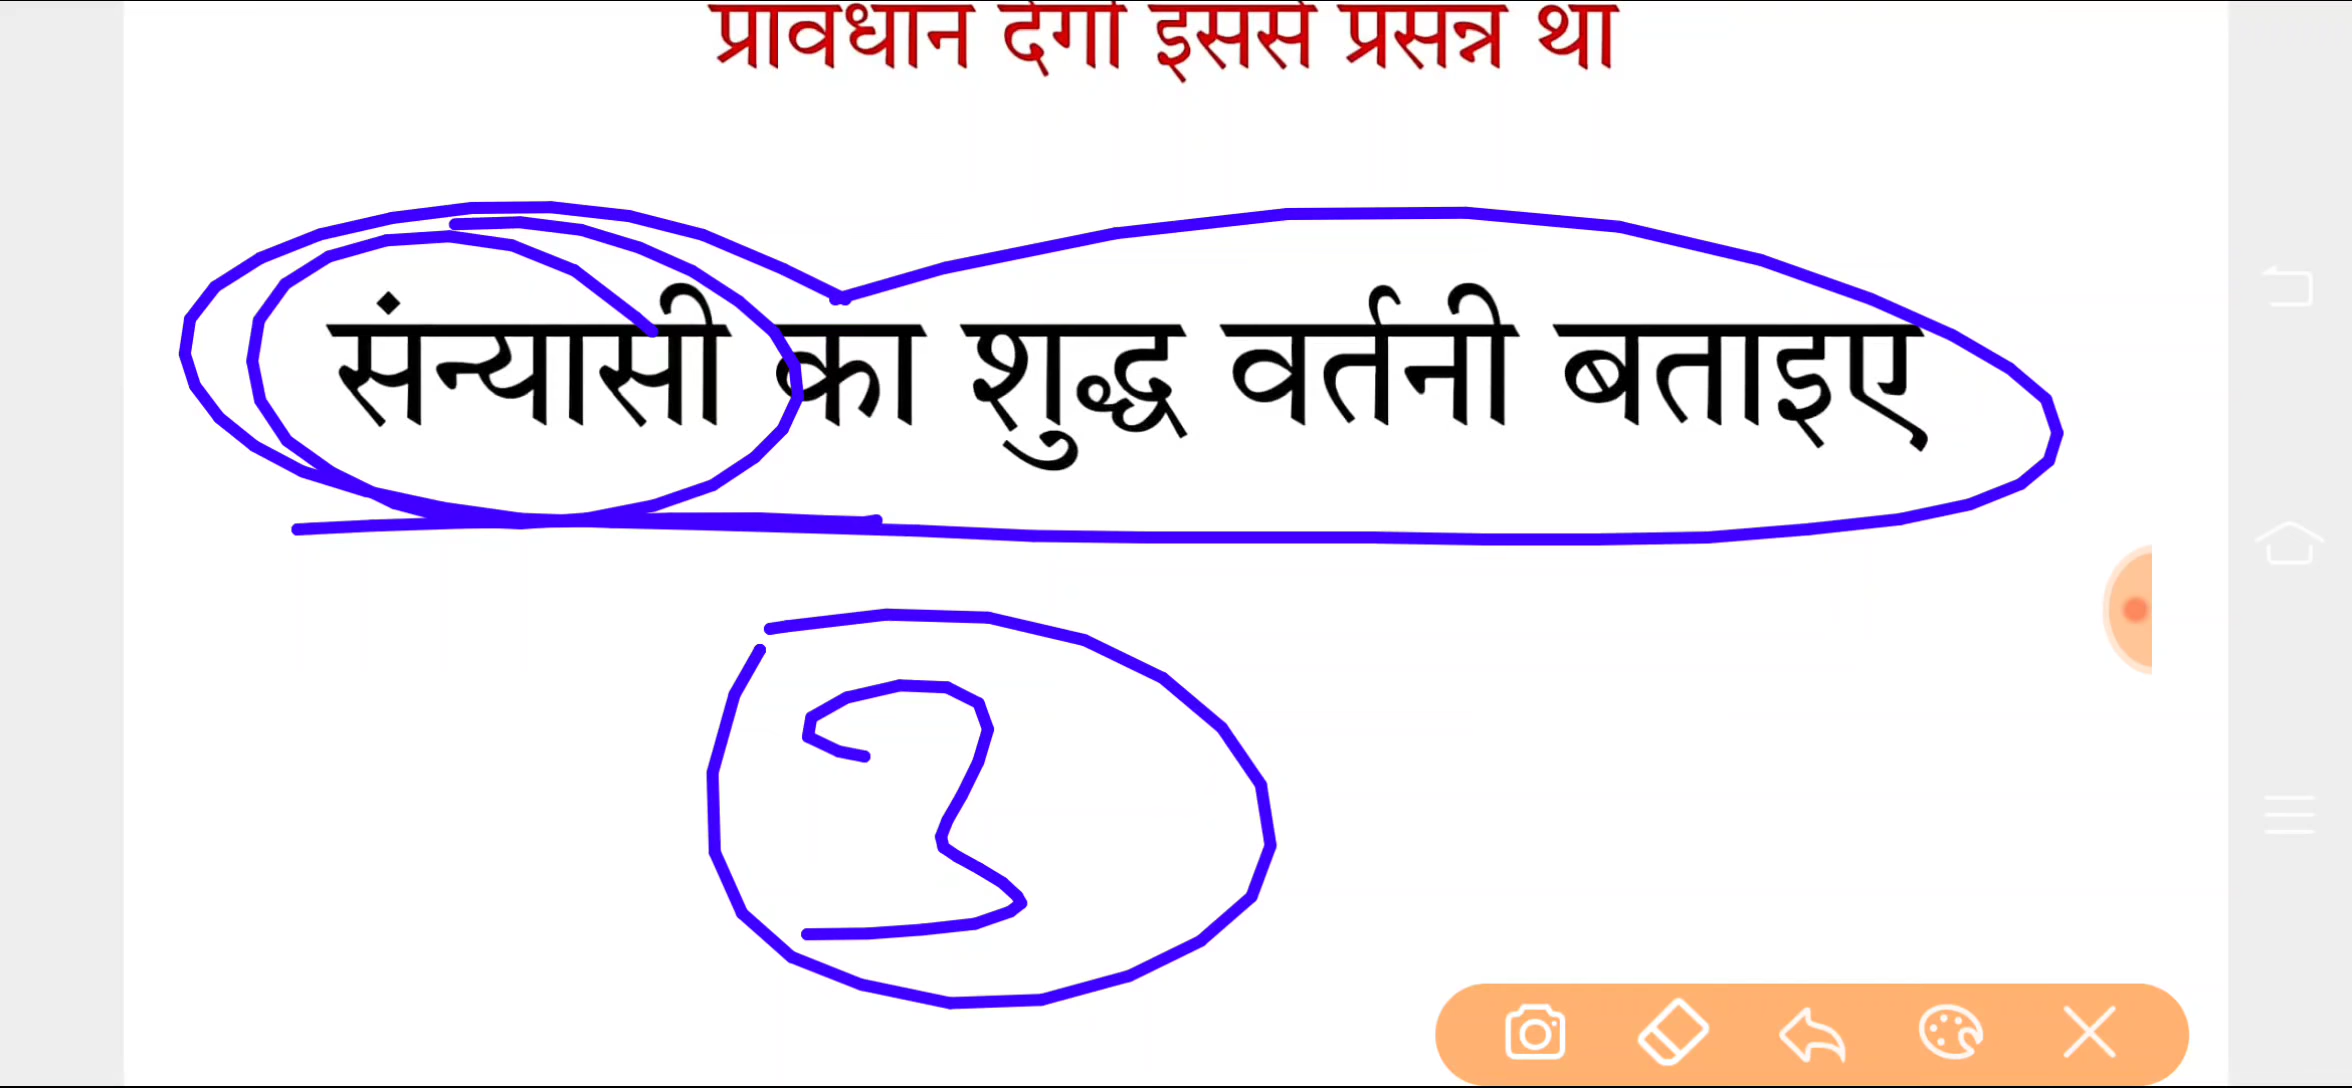 प्रावधान देगा इससे प्रसन्न था
संन्यासी का शुद्ध वर्तनी बताइए
3